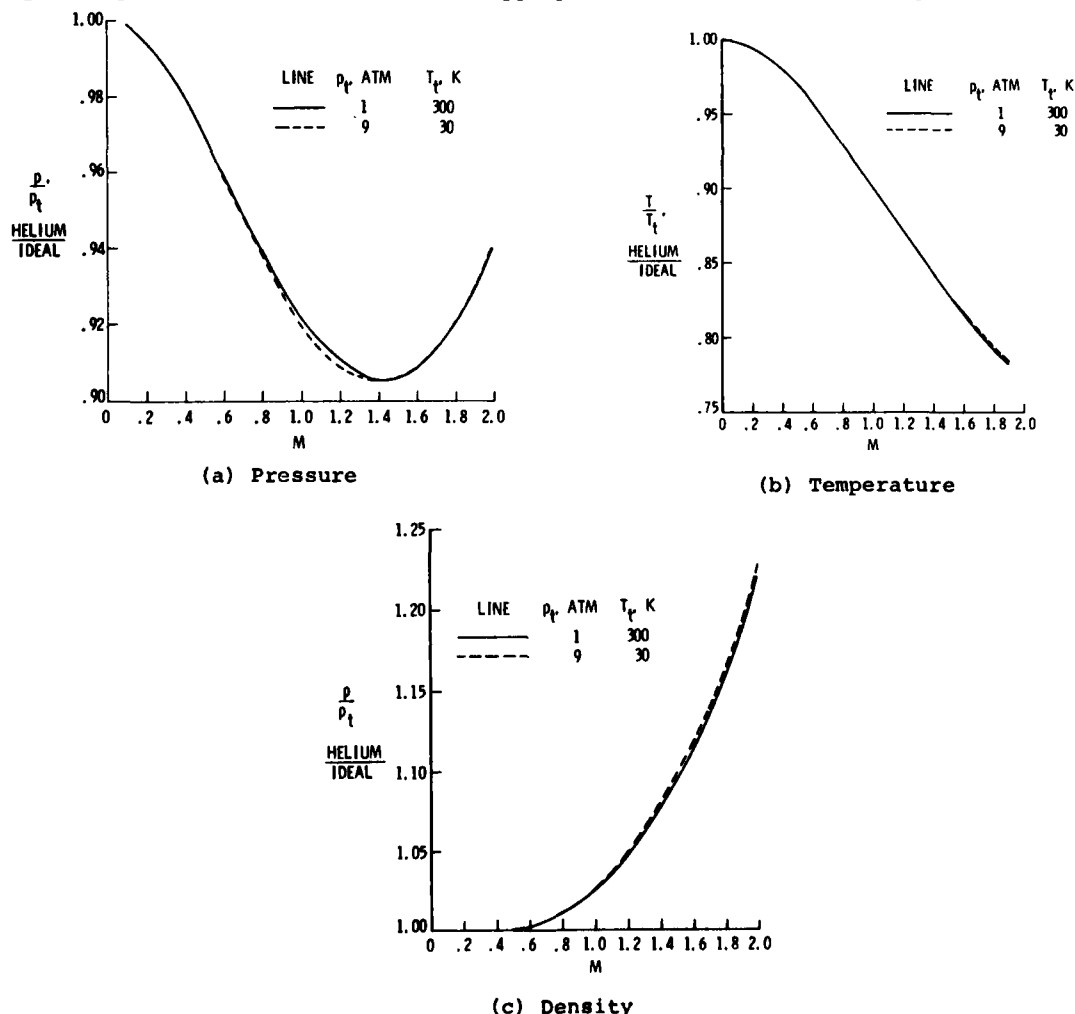 1.00
.98
.96
.94
.92
.90
p/p_t,
HELIUM
IDEAL
LINE p_t, ATM T_t, K
1 300
9 30
0 .2 .4 .6 .8 1.0 1.2 1.4 1.6 1.8 2.0
M
(a) Pressure
1.00
.95
.90
.85
.80
.75
T/T_t,
HELIUM
IDEAL
LINE p_t, ATM T_t, K
1 300
9 30
0 .2 .4 .6 .8 1.0 1.2 1.4 1.6 1.8 2.0
M
(b) Temperature
1.25
1.20
1.15
1.10
1.05
1.00
ρ/ρ_t
HELIUM
IDEAL
LINE p_t, ATM T_t, K
1 300
9 30
0 .2 .4 .6 .8 1.0 1.2 1.4 1.6 1.8 2.0
M
(c) Density